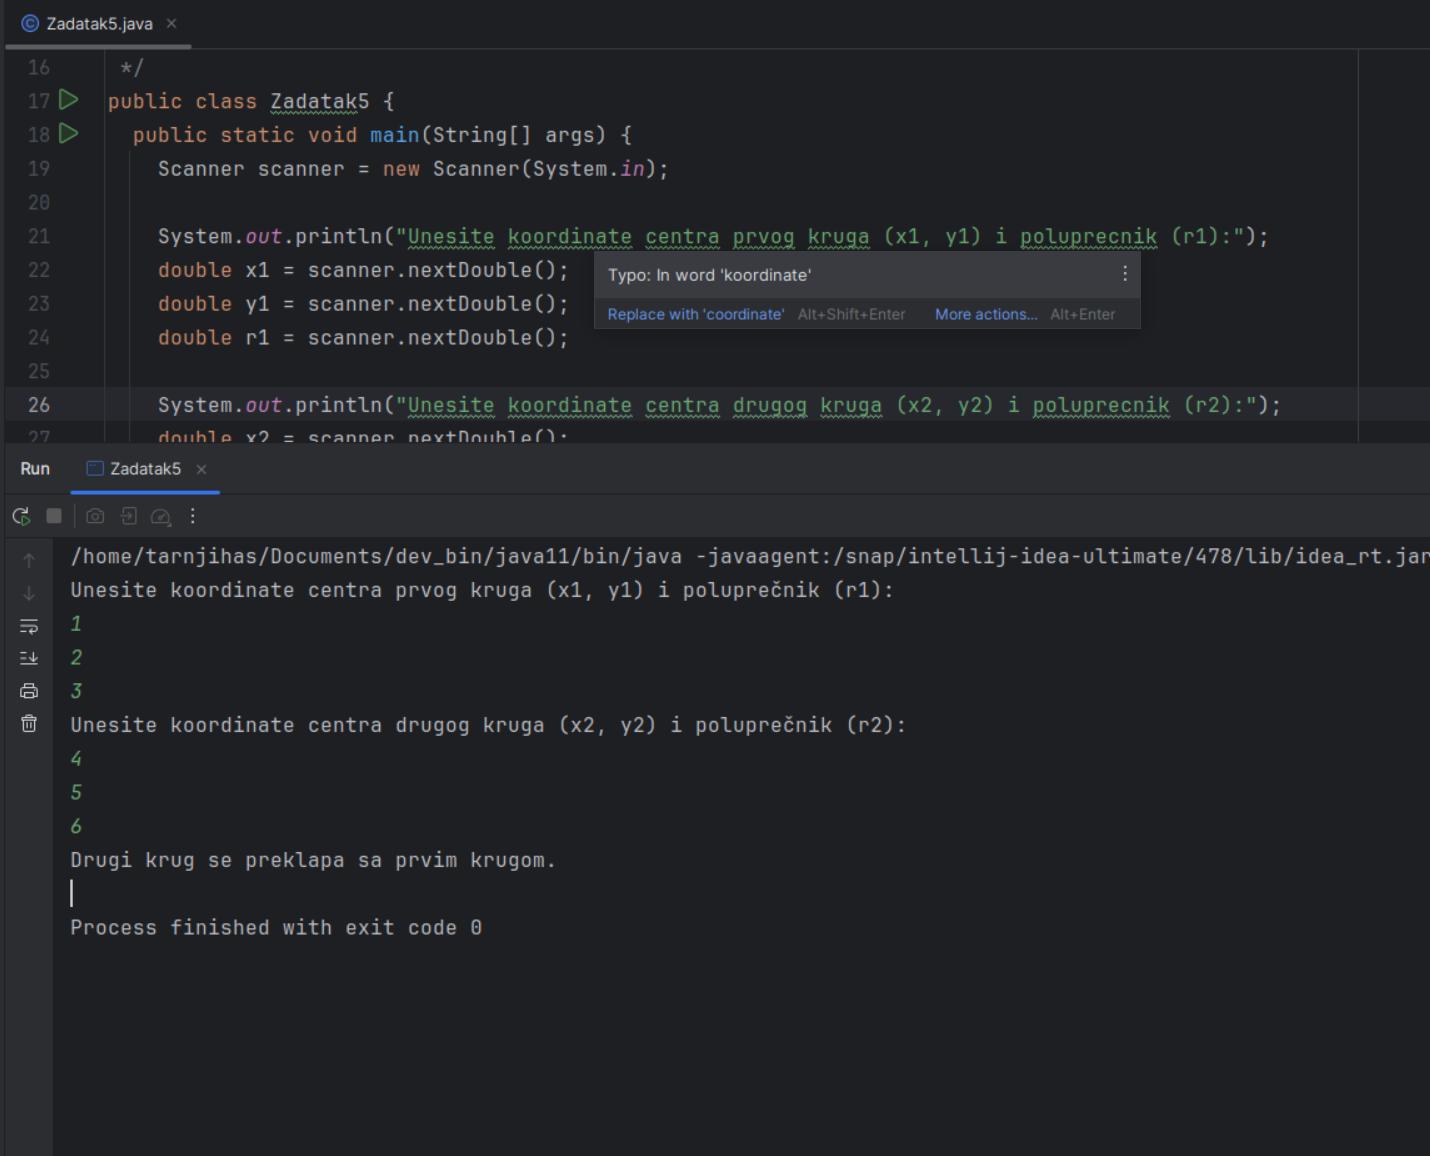 Zadatak5.java
16 */
17 public class Zadatak5 {
18 public static void main(String[] args) {
19 Scanner scanner = new Scanner(System.in);
20
21 System.out.println("Unesite koordinate centra prvog kruga (x1, y1) i poluprecnik (r1):");
22 double x1 = scanner.nextDouble();
Typo: In word 'koordinate'
23 double y1 = scanner.nextDouble();
Replace with 'coordinate' Alt+Shift+Enter More actions... Alt+Enter
24 double r1 = scanner.nextDouble();
25
26 System.out.println("Unesite koordinate centra drugog kruga (x2, y2) i poluprecnik (r2):");
27 double x2 = scanner.nextDouble();
Run Zadatak5
/home/tarnjihas/Documents/dev_bin/java11/bin/java -javaagent:/snap/intellij-idea-ultimate/478/lib/idea_rt.jar
Unesite koordinate centra prvog kruga (x1, y1) i poluprečnik (r1):
1
2
3
Unesite koordinate centra drugog kruga (x2, y2) i poluprečnik (r2):
4
5
6
Drugi krug se preklapa sa prvim krugom.
Process finished with exit code 0